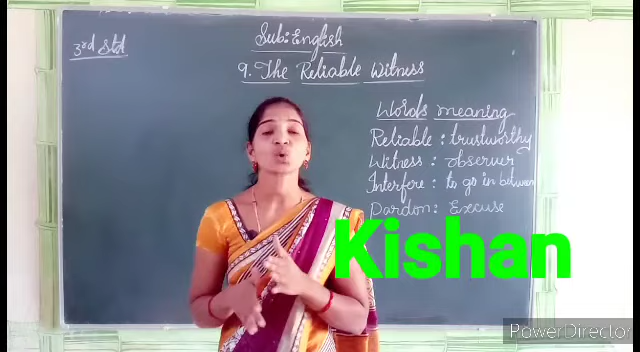 3rd Std
Sub: English
9. The Reliable Witness
Words meaning
Reliable : trustworthy
Witness : observer
Interfere : to go in between
Pardon : Excuse
Kishan
PowerDirector